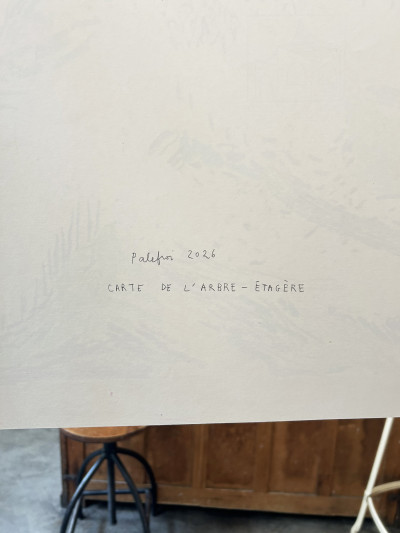 Palefroi 2026
CARTE DE L'ARBRE - ÉTAGÈRE